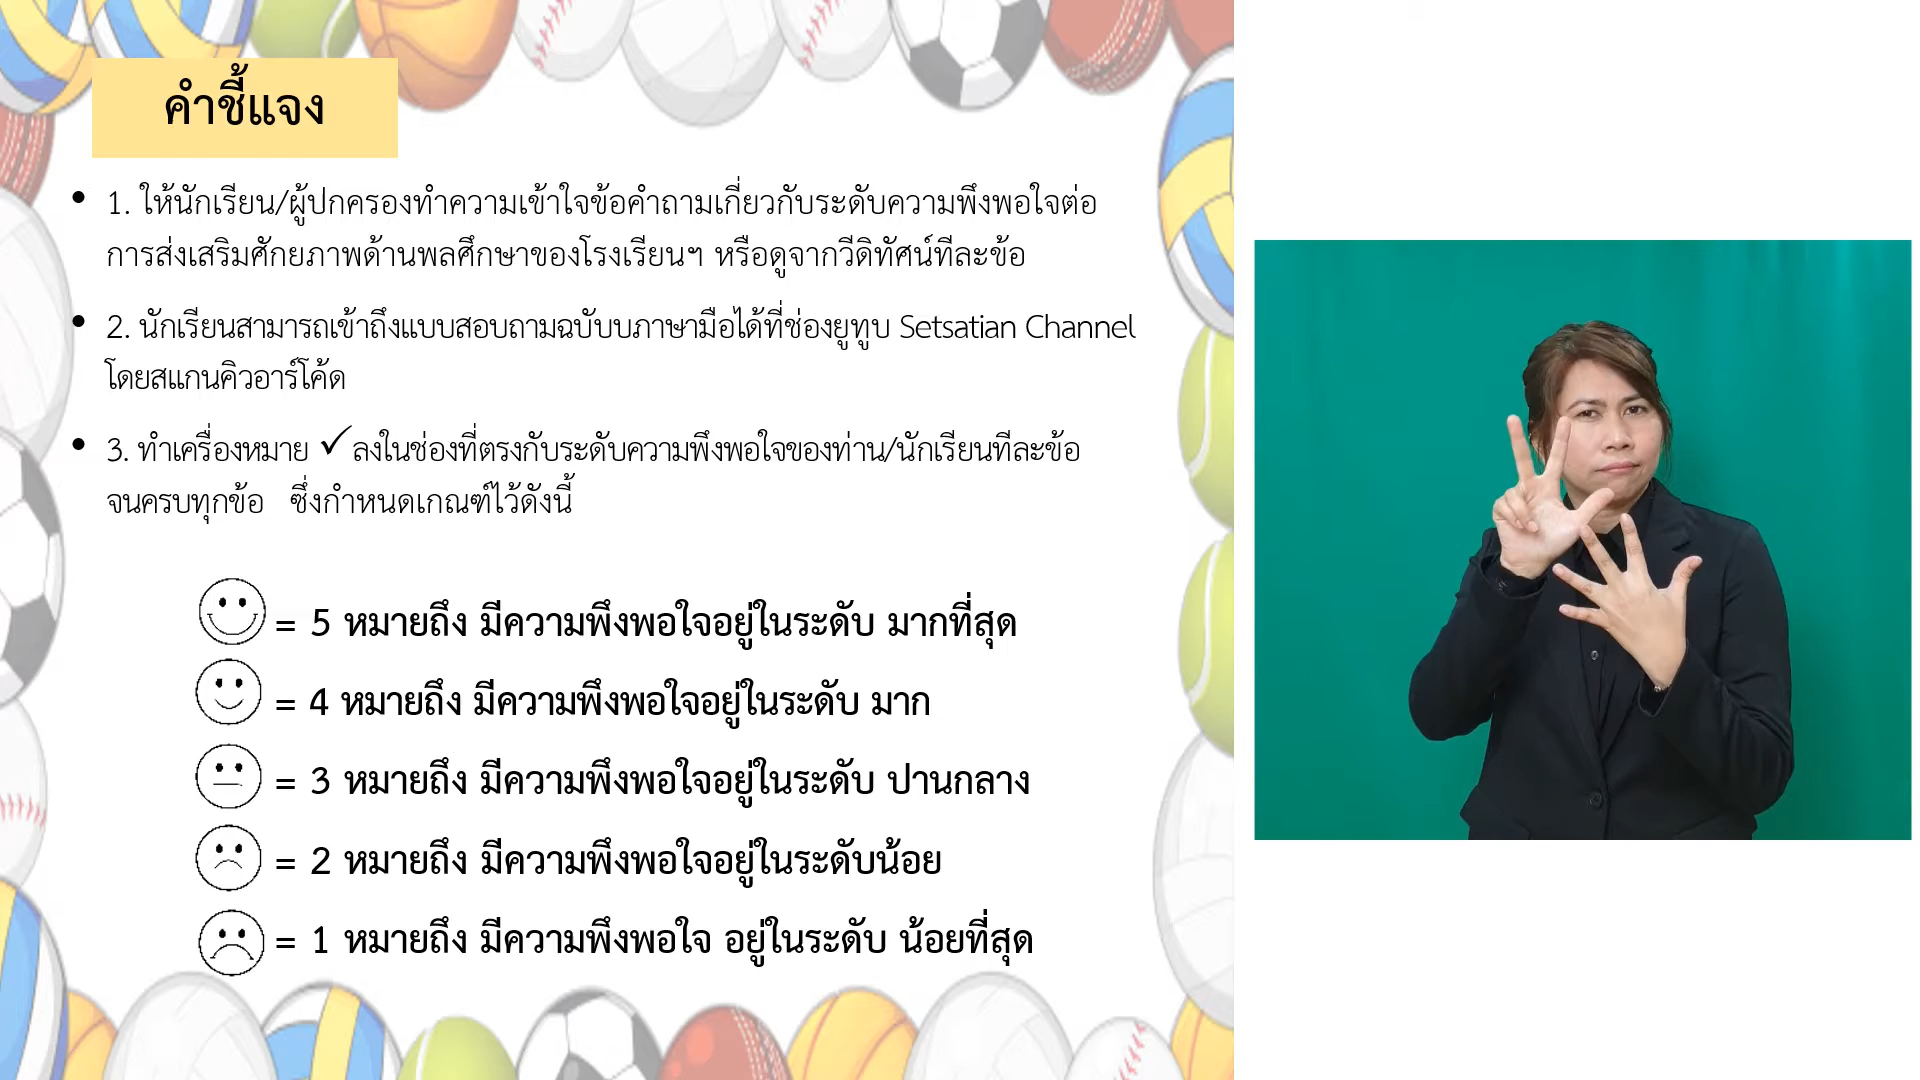 คำชี้แจง
• 1. ให้นักเรียน/ผู้ปกครองทำความเข้าใจข้อคำถามเกี่ยวกับระดับความพึงพอใจต่อ
การส่งเสริมศักยภาพด้านพลศึกษาของโรงเรียนฯ หรือดูจากวีดิทัศน์ทีละข้อ
• 2. นักเรียนสามารถเข้าถึงแบบสอบถามฉบับบภาษามือได้ที่ช่องยูทูบ Setsatian Channel
โดยสแกนคิวอาร์โค้ด
• 3. ทำเครื่องหมาย ✓ ลงในช่องที่ตรงกับระดับความพึงพอใจของท่าน/นักเรียนทีละข้อ
จนครบทุกข้อ ซึ่งกำหนดเกณฑ์ไว้ดังนี้
= 5 หมายถึง มีความพึงพอใจอยู่ในระดับ มากที่สุด
= 4 หมายถึง มีความพึงพอใจอยู่ในระดับ มาก
= 3 หมายถึง มีความพึงพอใจอยู่ในระดับ ปานกลาง
= 2 หมายถึง มีความพึงพอใจอยู่ในระดับน้อย
= 1 หมายถึง มีความพึงพอใจ อยู่ในระดับ น้อยที่สุด